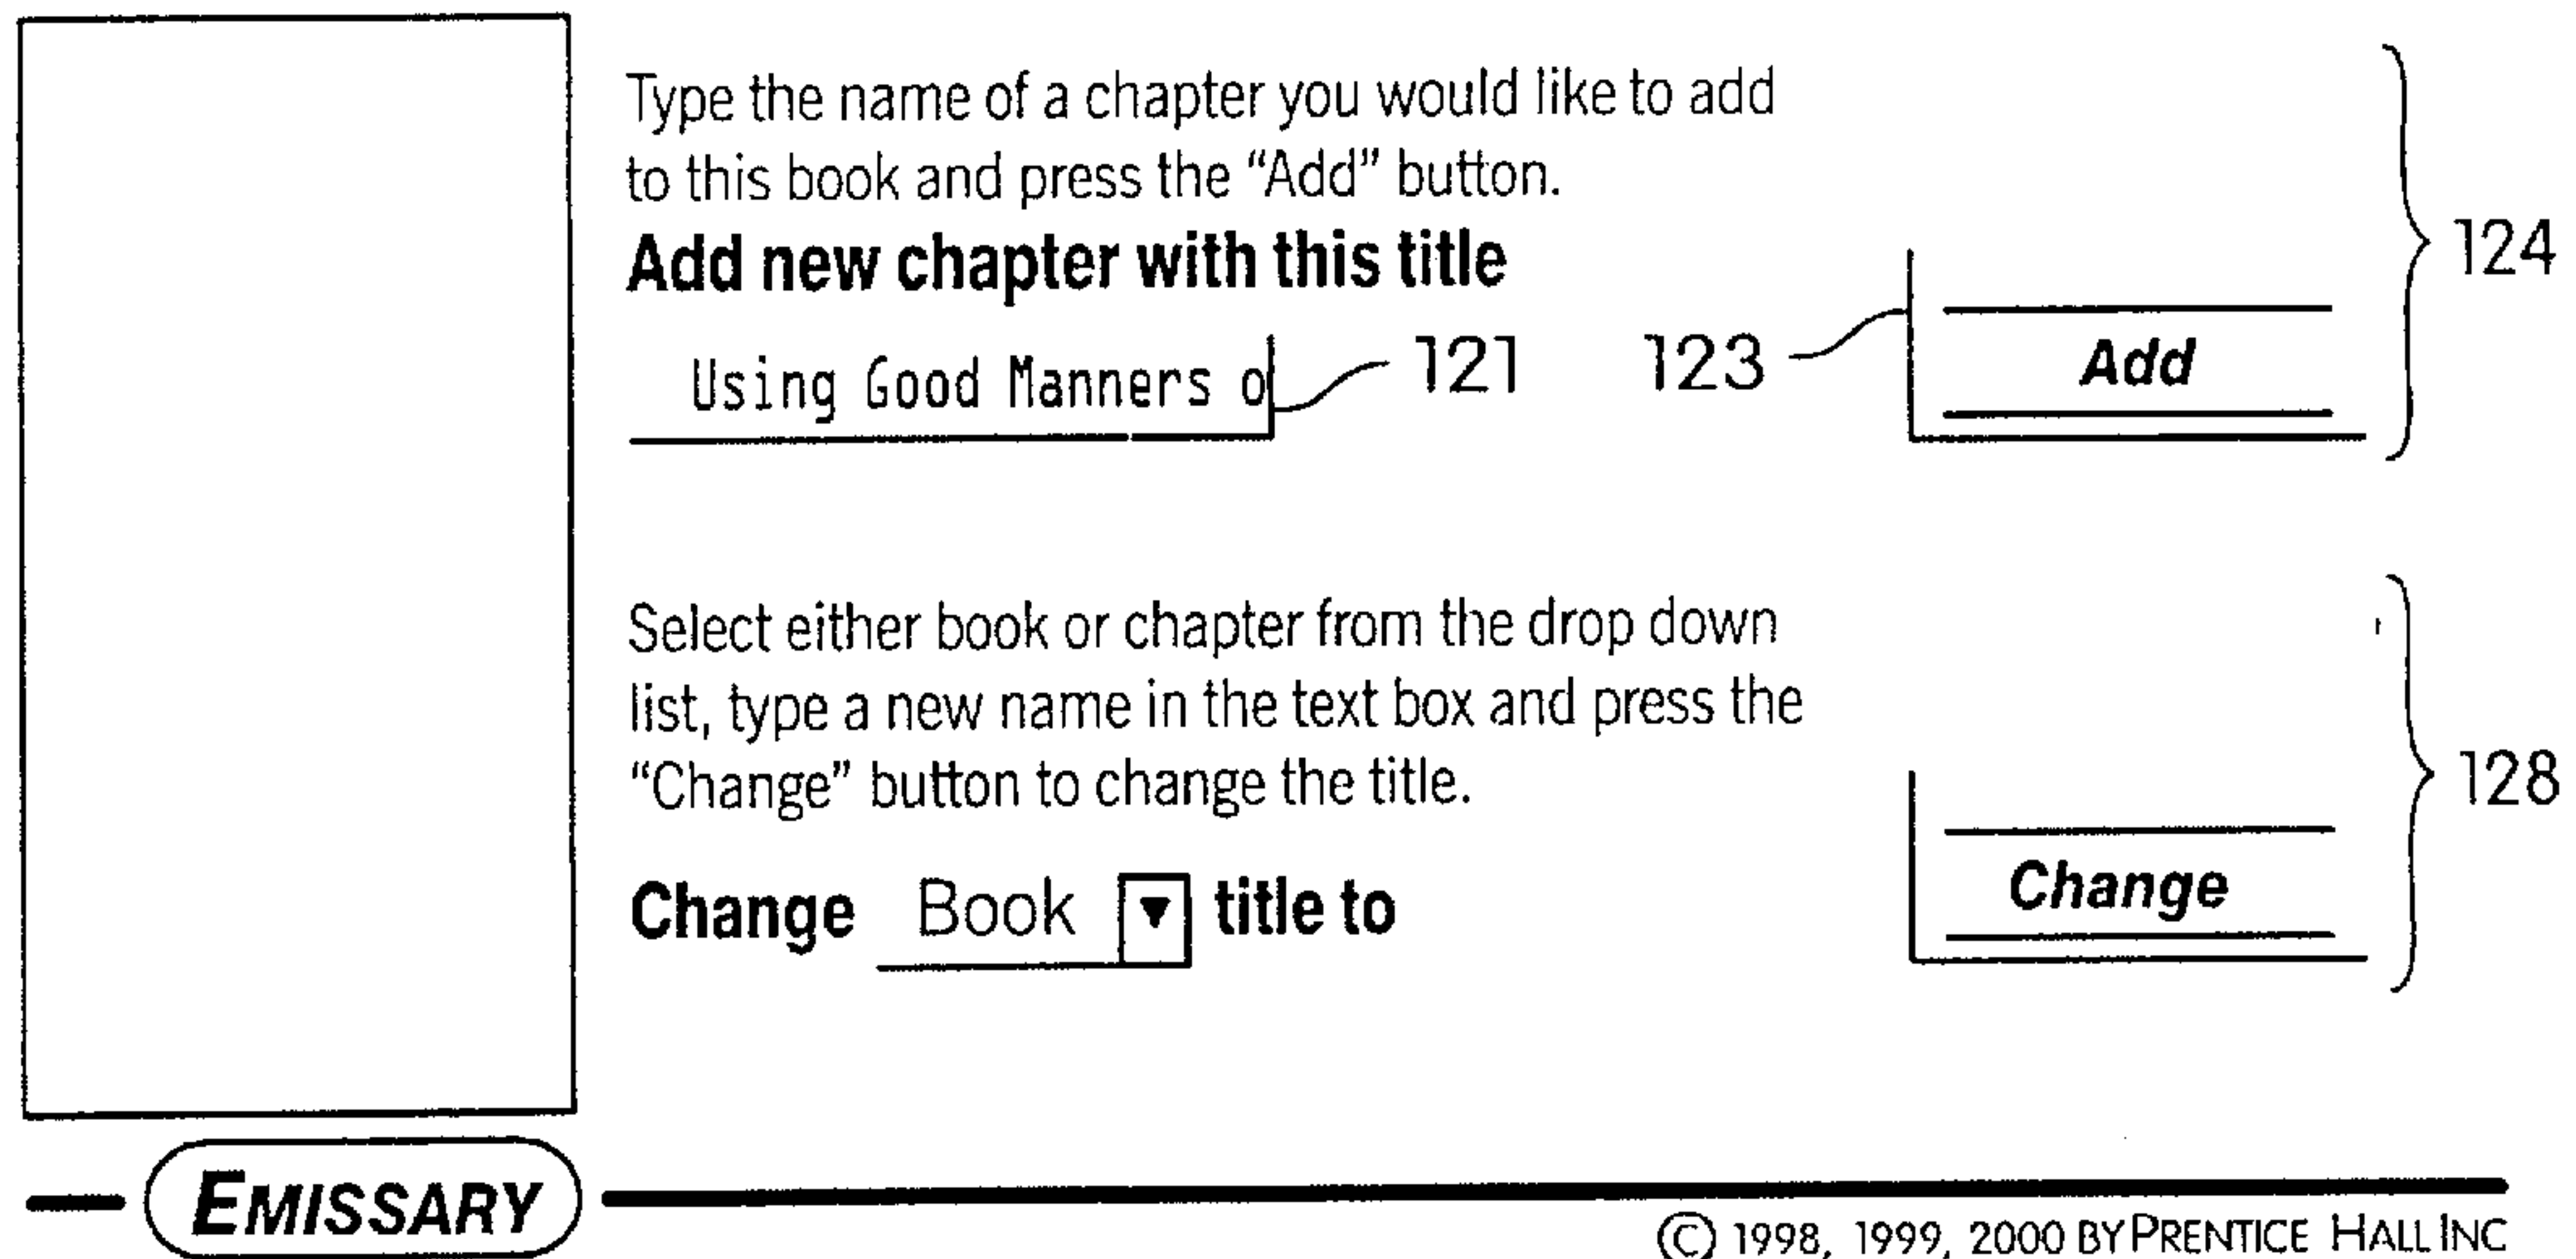 Type the name of a chapter you would like to add
to this book and press the “Add” button.
Add new chapter with this title
124
Using Good Manners o
121
123
Add
Select either book or chapter from the drop down
list, type a new name in the text box and press the
“Change” button to change the title.
128
Change Book ▼ title to
Change
EMISSARY
© 1998, 1999, 2000 BY PRENTICE HALL INC